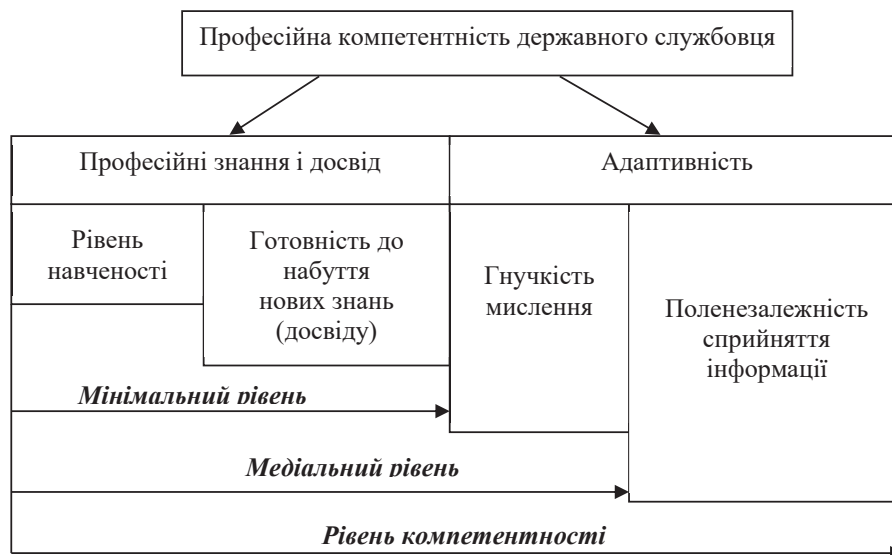 Професійна компетентність державного службовця
Професійні знання і досвід
Адаптивність
Рівень
навченості
Готовність до
набуття
нових знань
(досвіду)
Гнучкість
мислення
Поленезалежність
сприйняття
інформації
Мінімальний рівень
Медіальний рівень
Рівень компетентності